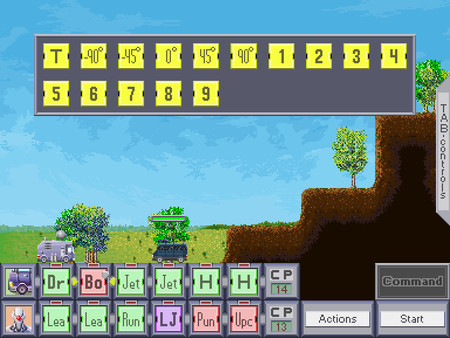 T -90° -45° 0° 45° 90° 1 2 3 4
5 6 7 8 9
TAB-controls
Dr Bo Jet Jet H H CP 14 Command
Lea Lea Run LJ Pun Upc CP 13 Actions Start